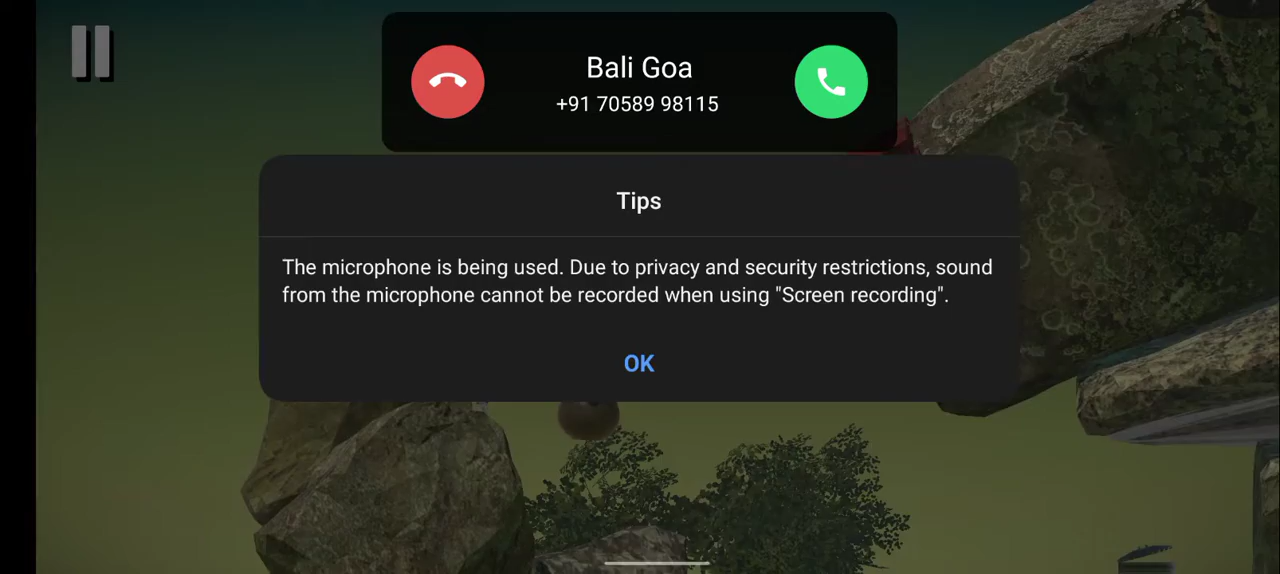 Bali Goa
+91 70589 98115
Tips
The microphone is being used. Due to privacy and security restrictions, sound
from the microphone cannot be recorded when using "Screen recording".
OK